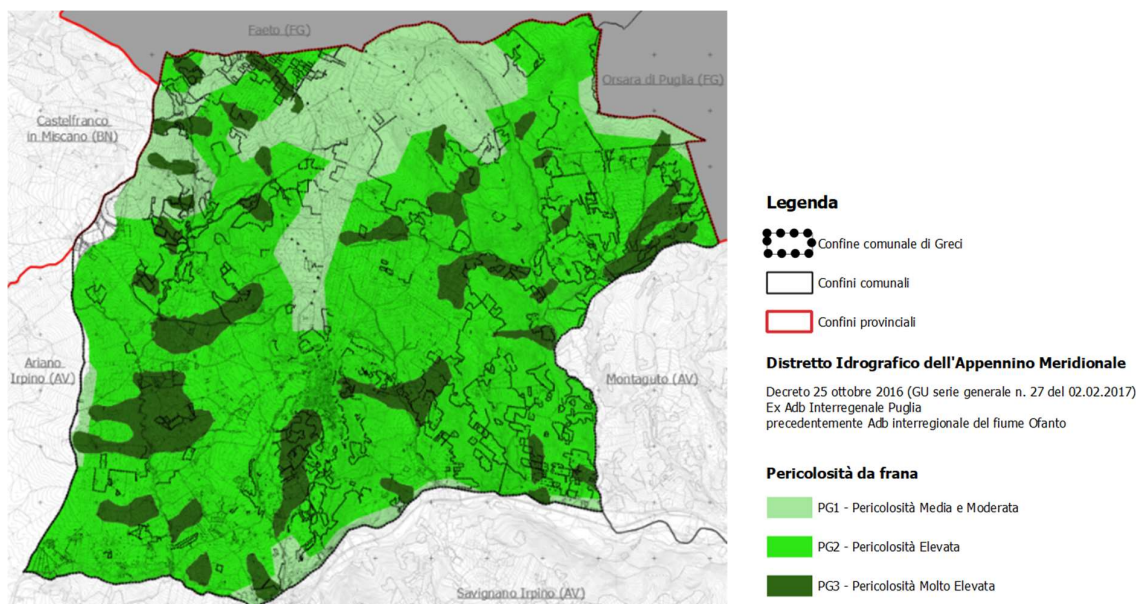 Faeto (FG)
Orsara di Puglia (FG)
Castelfranco
in Miscano (BN)
Ariano
Irpino (AV)
Montaguto (AV)
Savignano Irpino (AV)
Legenda
Confine comunale di Greci
Confini comunali
Confini provinciali
Distretto Idrografico dell'Appennino Meridionale
Decreto 25 ottobre 2016 (GU serie generale n. 27 del 02.02.2017)
Ex Adb Interregenale Puglia
precedentemente Adb interregionale del fiume Ofanto
Pericolosità da frana
PG1 - Pericolosità Media e Moderata
PG2 - Pericolosità Elevata
PG3 - Pericolosità Molto Elevata